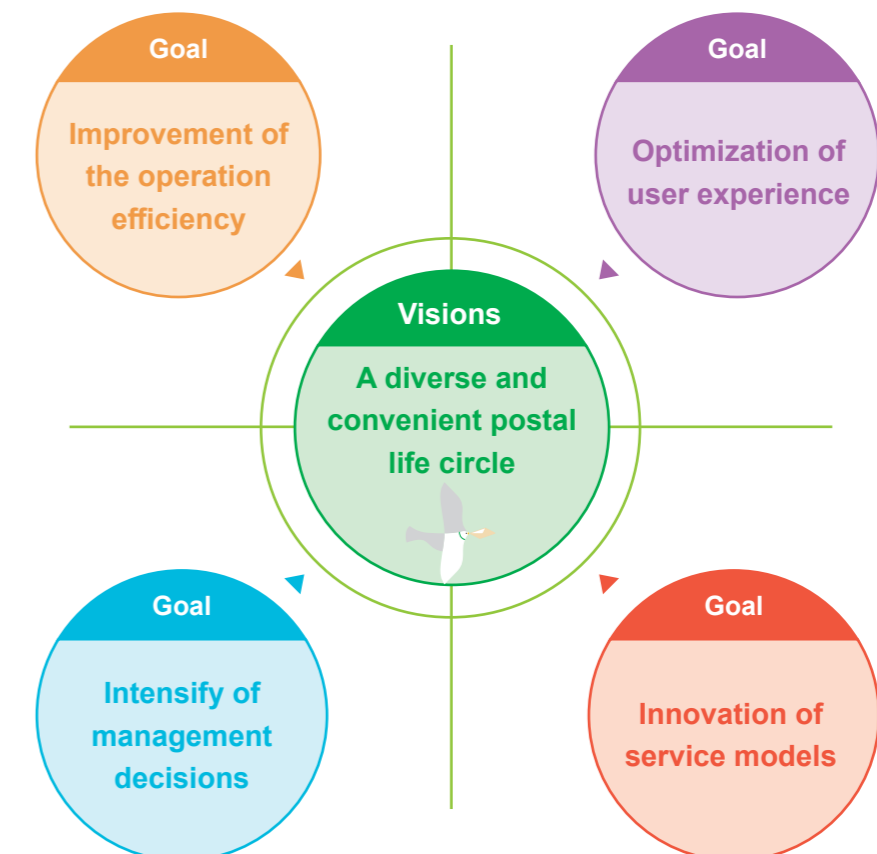 Goal
Improvement of
the operation
efficiency
Goal
Optimization of
user experience
Visions
A diverse and
convenient postal
life circle
Goal
Intensify of
management
decisions
Goal
Innovation of
service models